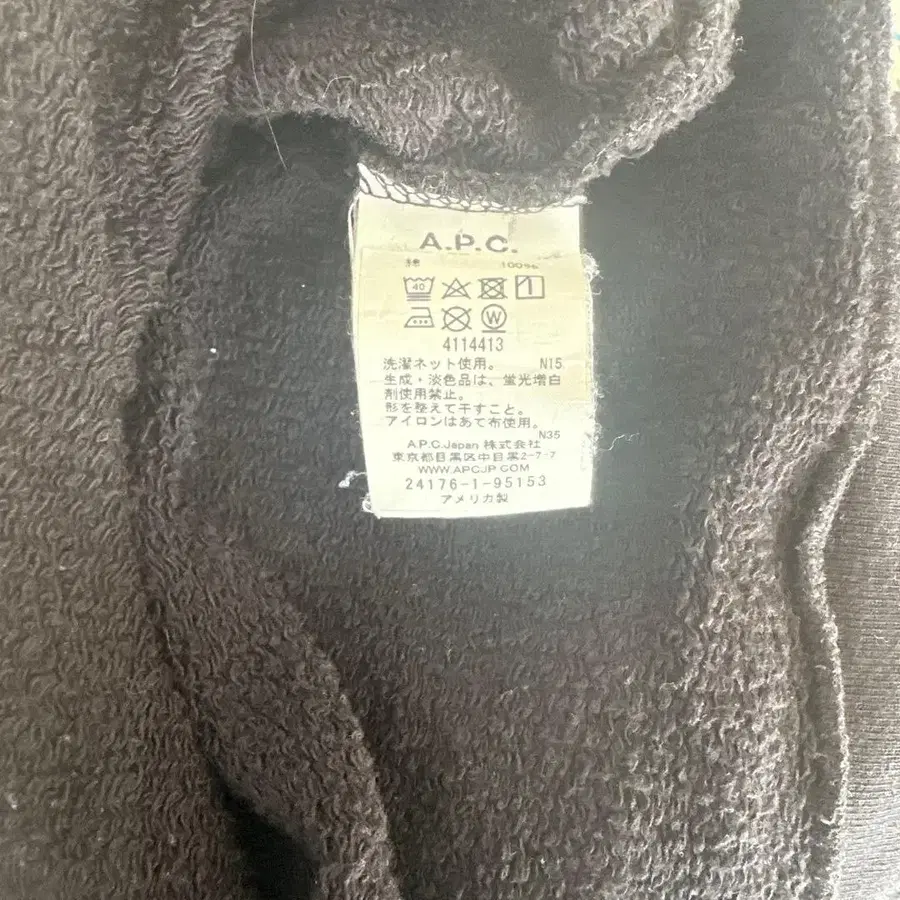 A.P.C.
綿 100%
40 1
W
4114413
洗濯ネット使用。 N15
生成・淡色品は、蛍光増白
剤使用禁止。
形を整えて干すこと。
アイロンはあて布使用。
N35
A.P.C.Japan 株式会社
東京都目黒区中目黒2-7-7
WWW.APCJP.COM
24176-1-95153
アメリカ製